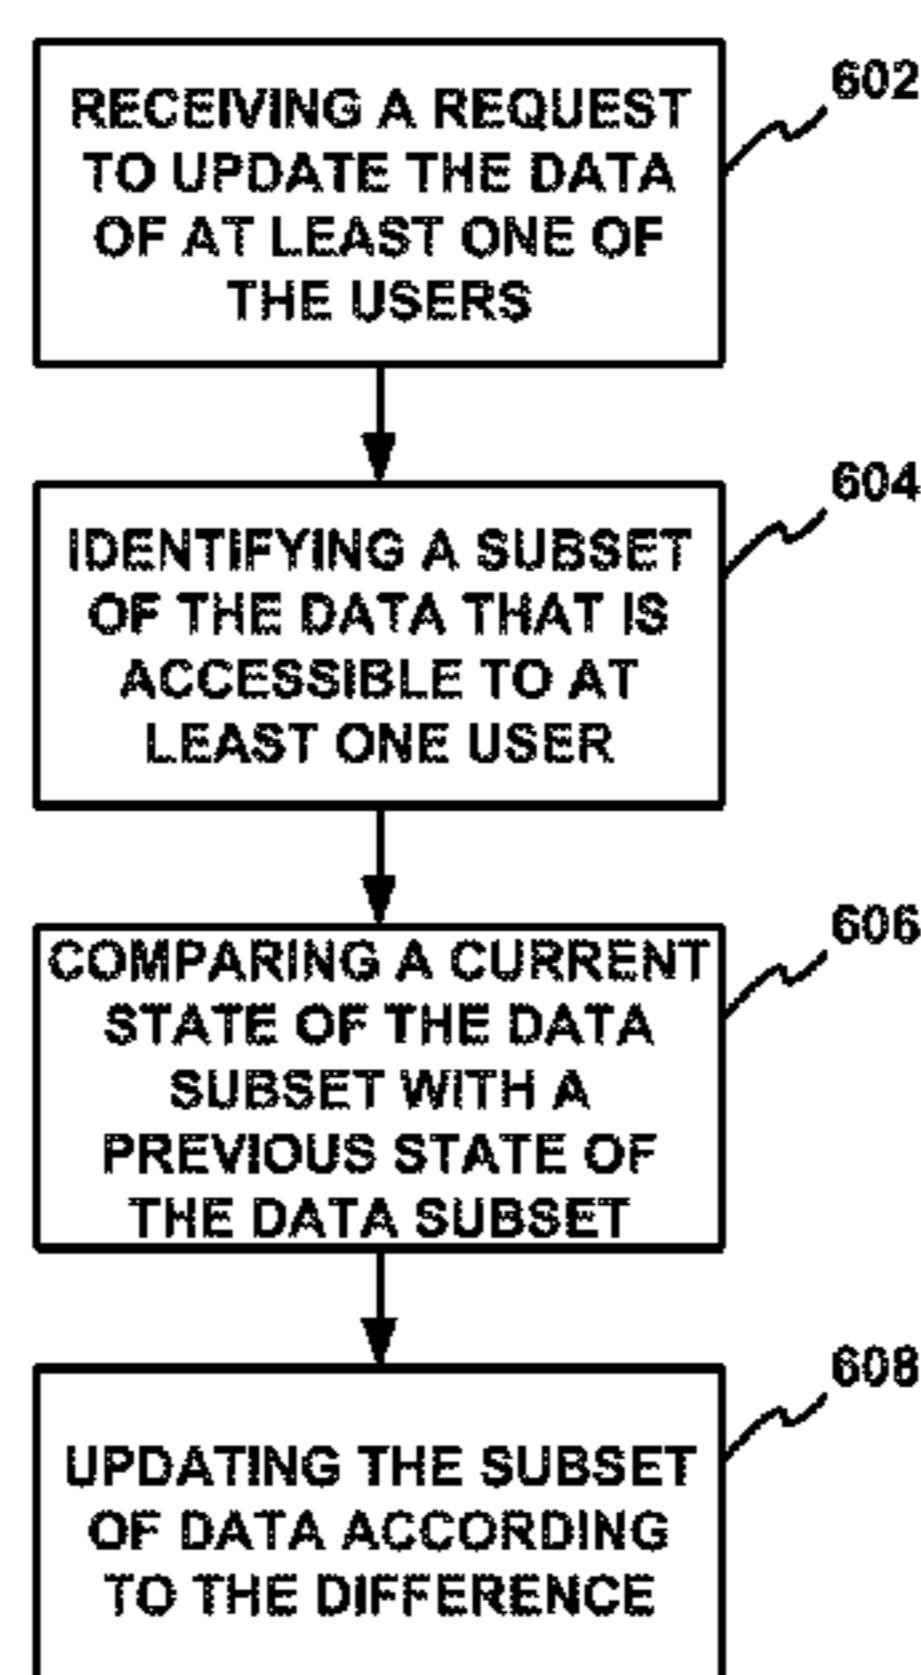 RECEIVING A REQUEST
TO UPDATE THE DATA
OF AT LEAST ONE OF
THE USERS
602
IDENTIFYING A SUBSET
OF THE DATA THAT IS
ACCESSIBLE TO AT
LEAST ONE USER
604
COMPARING A CURRENT
STATE OF THE DATA
SUBSET WITH A
PREVIOUS STATE OF
THE DATA SUBSET
606
UPDATING THE SUBSET
OF DATA ACCORDING
TO THE DIFFERENCE
608